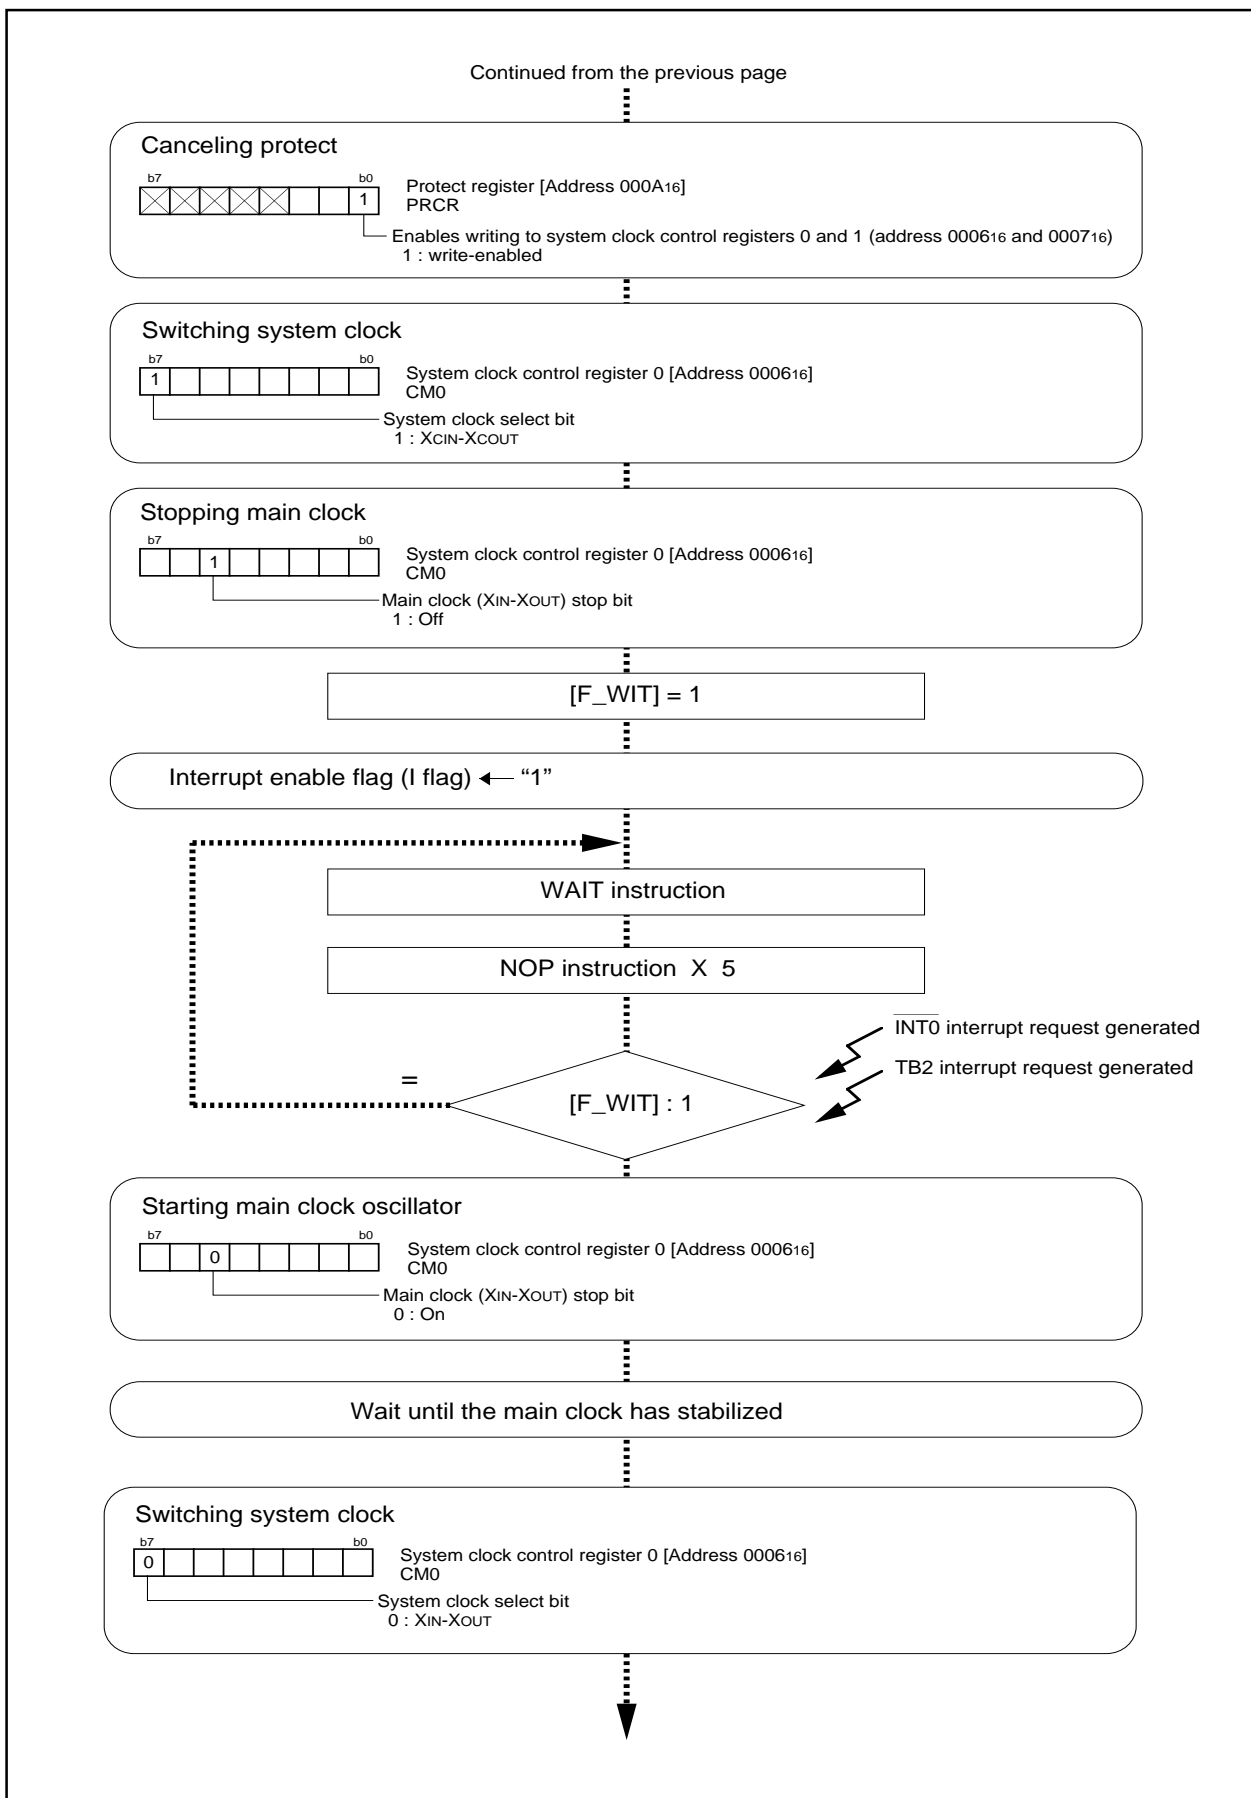 Continued from the previous page
Canceling protect
b7 b0
1
Protect register [Address 000A16]
PRCR
Enables writing to system clock control registers 0 and 1 (address 000616 and 000716)
1 : write-enabled
Switching system clock
b7 b0
1
System clock control register 0 [Address 000616]
CM0
System clock select bit
1 : XCIN-XCOUT
Stopping main clock
b7 b0
1
System clock control register 0 [Address 000616]
CM0
Main clock (XIN-XOUT) stop bit
1 : Off
[F_WIT] = 1
Interrupt enable flag (I flag) ← “1”
WAIT instruction
NOP instruction X 5
INT0 interrupt request generated
TB2 interrupt request generated
=
[F_WIT] : 1
Starting main clock oscillator
b7 b0
0
System clock control register 0 [Address 000616]
CM0
Main clock (XIN-XOUT) stop bit
0 : On
Wait until the main clock has stabilized
Switching system clock
b7 b0
0
System clock control register 0 [Address 000616]
CM0
System clock select bit
0 : XIN-XOUT